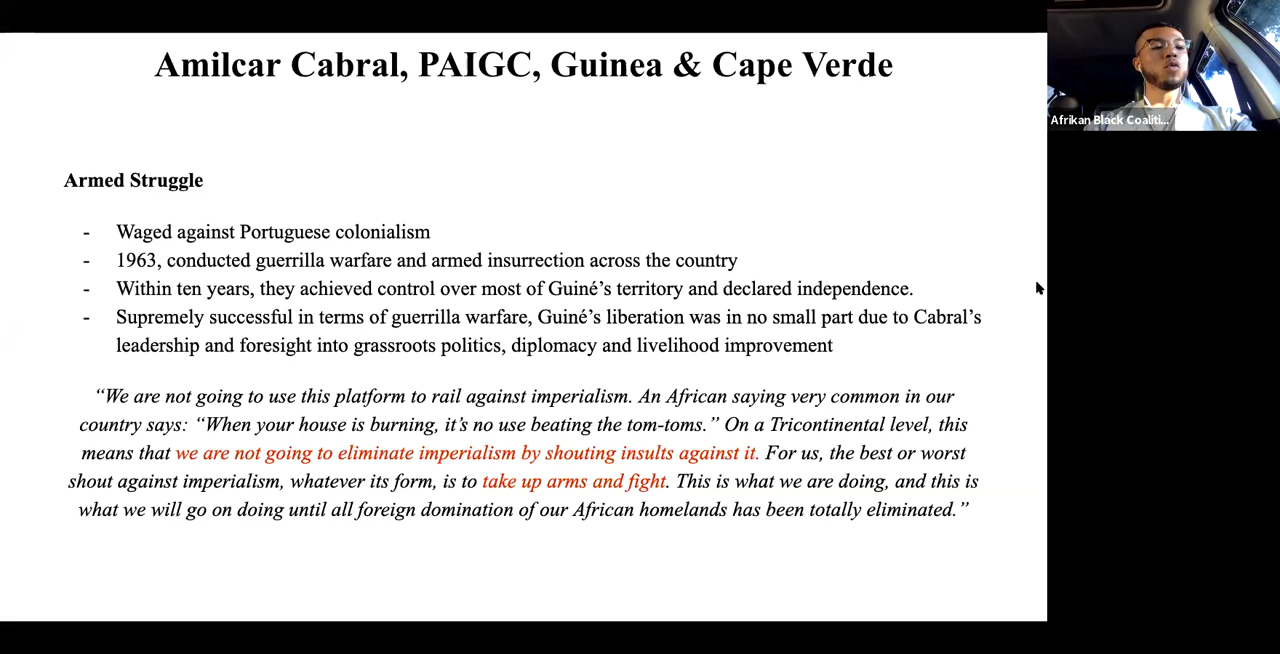 Amilcar Cabral, PAIGC, Guinea & Cape Verde
Afrikan Black Coaliti...
Armed Struggle
- Waged against Portuguese colonialism
- 1963, conducted guerrilla warfare and armed insurrection across the country
- Within ten years, they achieved control over most of Guiné’s territory and declared independence.
- Supremely successful in terms of guerrilla warfare, Guiné’s liberation was in no small part due to Cabral’s
leadership and foresight into grassroots politics, diplomacy and livelihood improvement
“We are not going to use this platform to rail against imperialism. An African saying very common in our
country says: “When your house is burning, it’s no use beating the tom-toms.” On a Tricontinental level, this
means that we are not going to eliminate imperialism by shouting insults against it. For us, the best or worst
shout against imperialism, whatever its form, is to take up arms and fight. This is what we are doing, and this is
what we will go on doing until all foreign domination of our African homelands has been totally eliminated.”